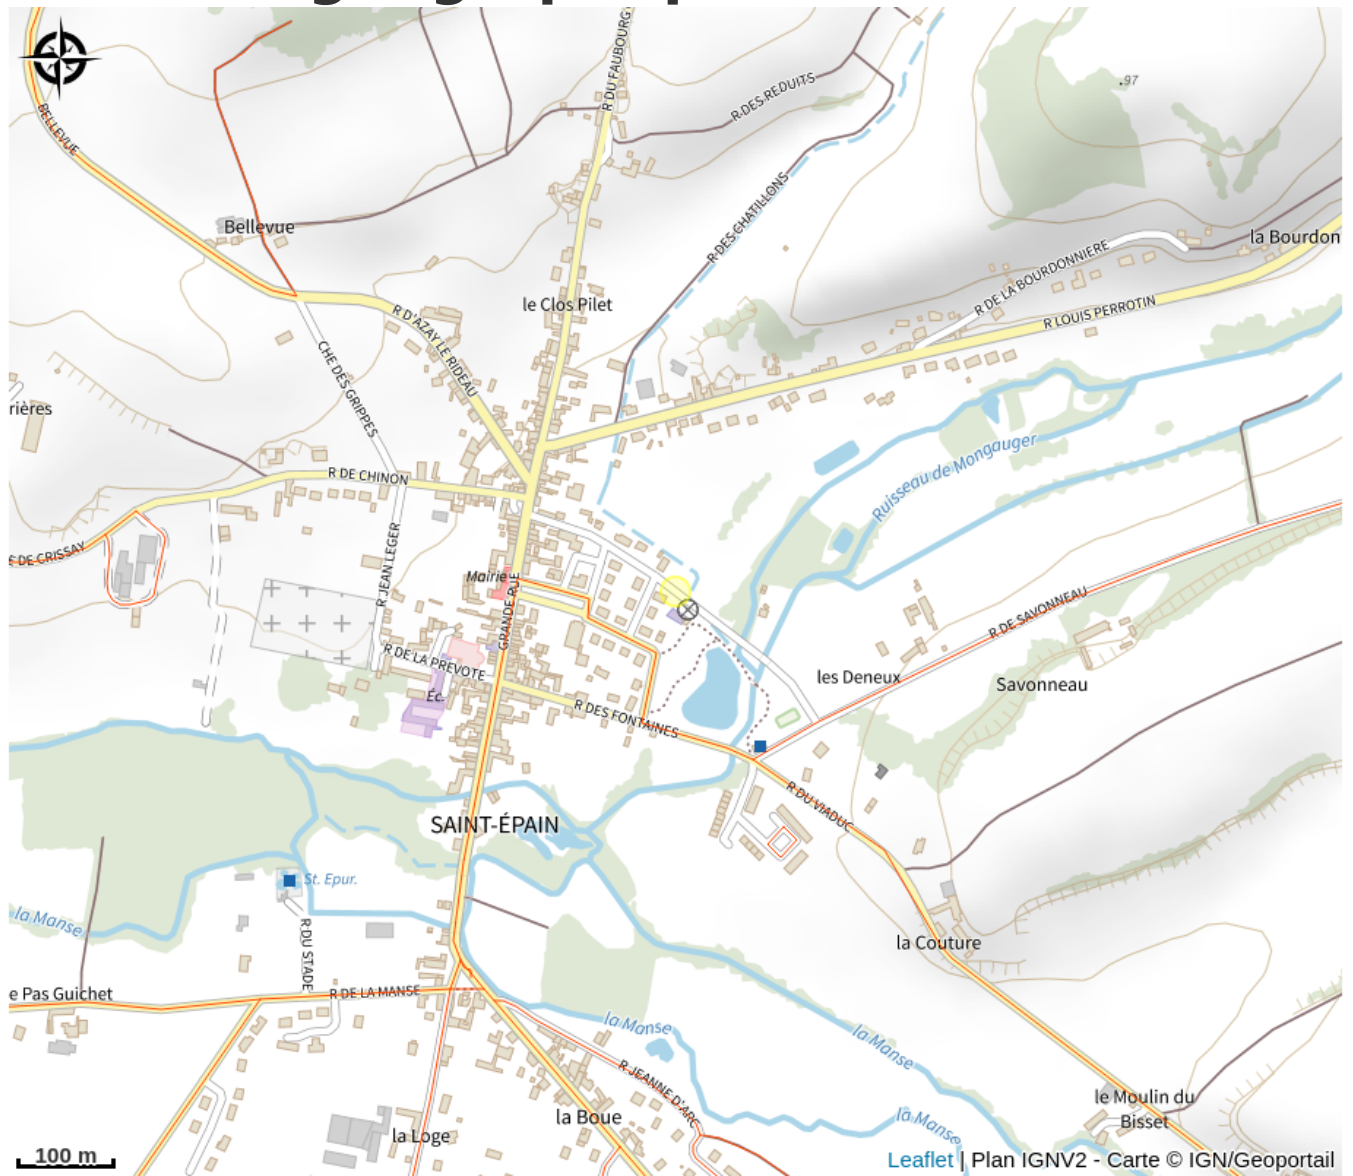 R DU FAUBOURG
97
R DES REDUITS
BELLEVUE
R DES CHATILLONS
Bellevue
la Bourdon
R DE LA BOURDONNIERE
le Clos Pilet
R LOUIS PERROTIN
R D'AZAY LE RIDEAU
CHE DES GRIPPES
rières
Ruisseau de Mongauger
R DE CHINON
DE CRISSAY
R JEAN LEGER
Mairie
GRANDE RUE
R DE SAVONNEAU
R DE LA PREVOTE
les Deneux
Savonneau
Éc.
R DES FONTAINES
R DU VIADUC
SAINT-ÉPAIN
St. Epur.
la Manse
R DU STADE
la Couture
e Pas Guichet
R DE LA MANSE
la Manse
la Manse
R JEANNE D'ARC
le Moulin du
Bisset
la Boue
la Manse
la Loge
100 m
Leaflet | Plan IGNV2 - Carte © IGN/Geoportail